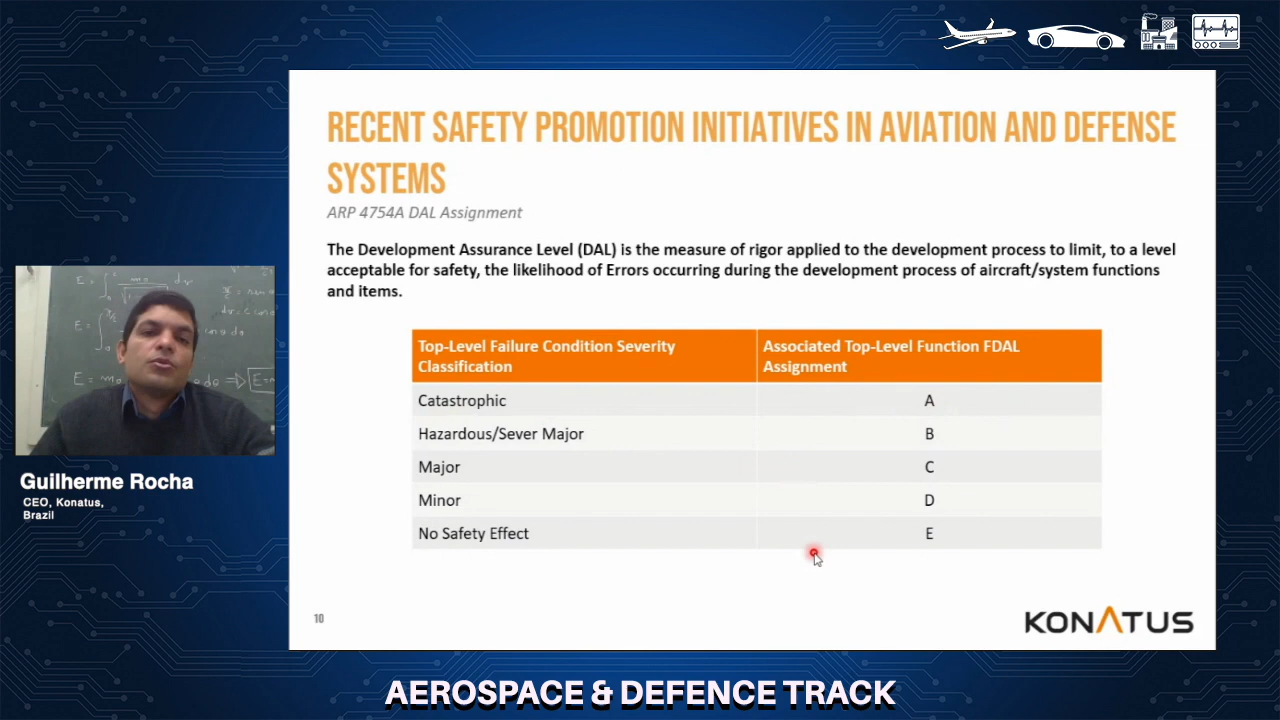 RECENT SAFETY PROMOTION INITIATIVES IN AVIATION AND DEFENSE
SYSTEMS
ARP 4754A DAL Assignment
The Development Assurance Level (DAL) is the measure of rigor applied to the development process to limit, to a level
acceptable for safety, the likelihood of Errors occurring during the development process of aircraft/system functions
and items.
Top-Level Failure Condition Severity
Classification
Associated Top-Level Function FDAL
Assignment
Catastrophic
A
Hazardous/Sever Major
B
Major
C
Minor
D
No Safety Effect
E
10
KONATUS
Guilherme Rocha
CEO, Konatus,
Brazil
AEROSPACE & DEFENCE TRACK